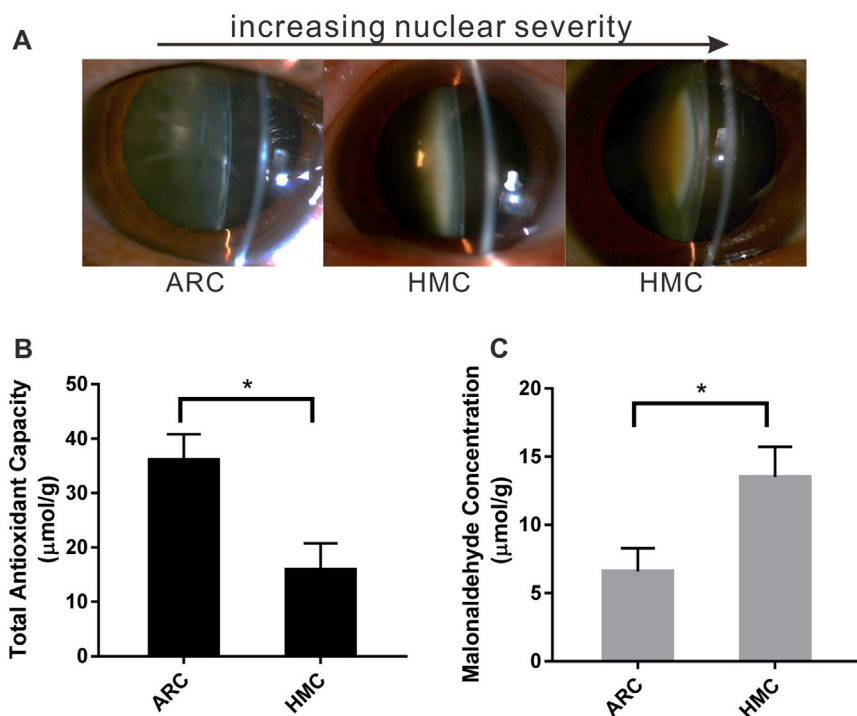 A
increasing nuclear severity
ARC
HMC
HMC
B
Total Antioxidant Capacity
(μmol/g)
50
40
30
20
10
0
*
ARC
HMC
C
Malonaldehyde Concentration
(μmol/g)
20
15
10
5
0
*
ARC
HMC